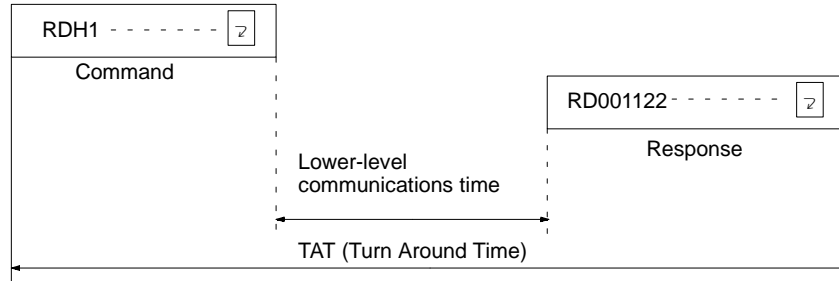 RDH1 - - - - - - - ↵
Command
RD001122 - - - - - - - ↵
Response
Lower-level
communications time
TAT (Turn Around Time)